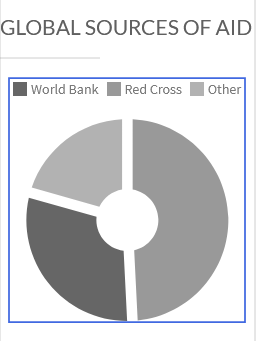 GLOBAL SOURCES OF AID
World Bank Red Cross Other